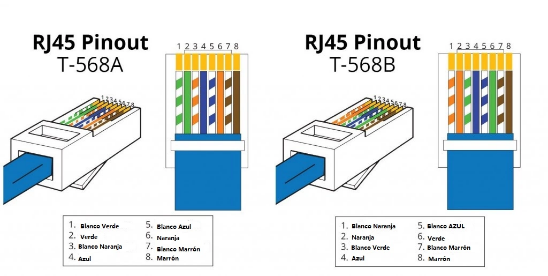 RJ45 Pinout
T-568A
1 2 3 4 5 6 7 8
12345678
1. Blanco Verde
2. Verde
3. Blanco Naranja
4. Azul
5. Blanco Azul
6. Naranja
7. Blanco Marrón
8. Marrón
RJ45 Pinout
T-568B
1 2 3 4 5 6 7 8
12345678
1. Blanco Naranja
2. Naranja
3. Blanco Verde
4. Azul
5. Blanco AZUL
6. Verde
7. Blanco Marrón
8. Marrón